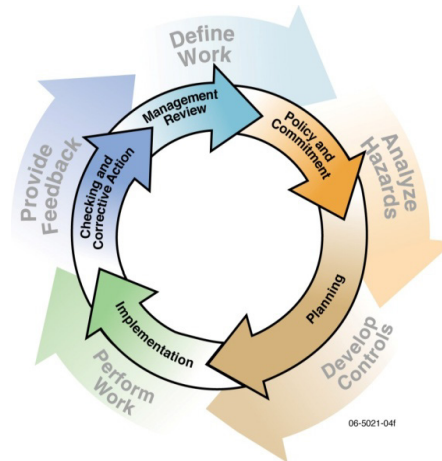 Define
Work
Analyze
Hazards
Develop
Controls
Perform
Work
Provide
Feedback
Management
Review
Policy and
Commitment
Planning
Implementation
Checking and
Corrective Action
06-5021-04f